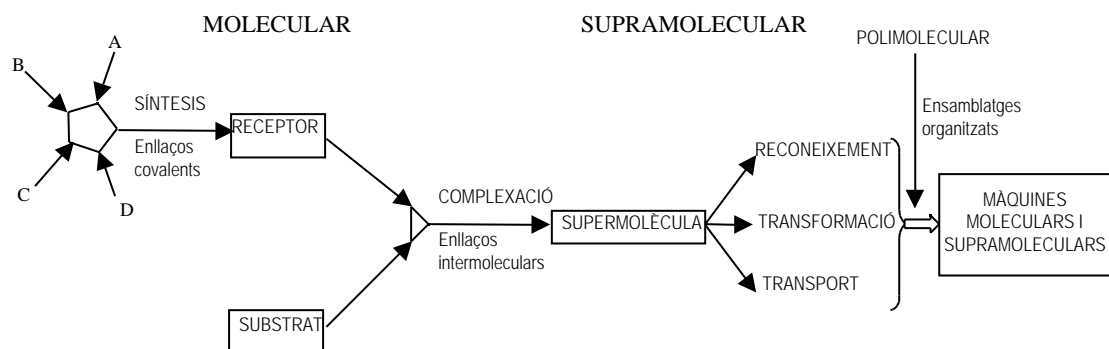 MOLECULAR
SUPRAMOLECULAR
A
B
C
D
SÍNTESIS
Enllaços
covalents
RECEPTOR
SUBSTRAT
COMPLEXACIÓ
Enllaços
intermoleculars
SUPERMOLÈCULA
RECONEIXEMENT
TRANSFORMACIÓ
TRANSPORT
POLIMOLECULAR
Ensamblatges
organitzats
MÀQUINES
MOLECULARS I
SUPRAMOLECULARS